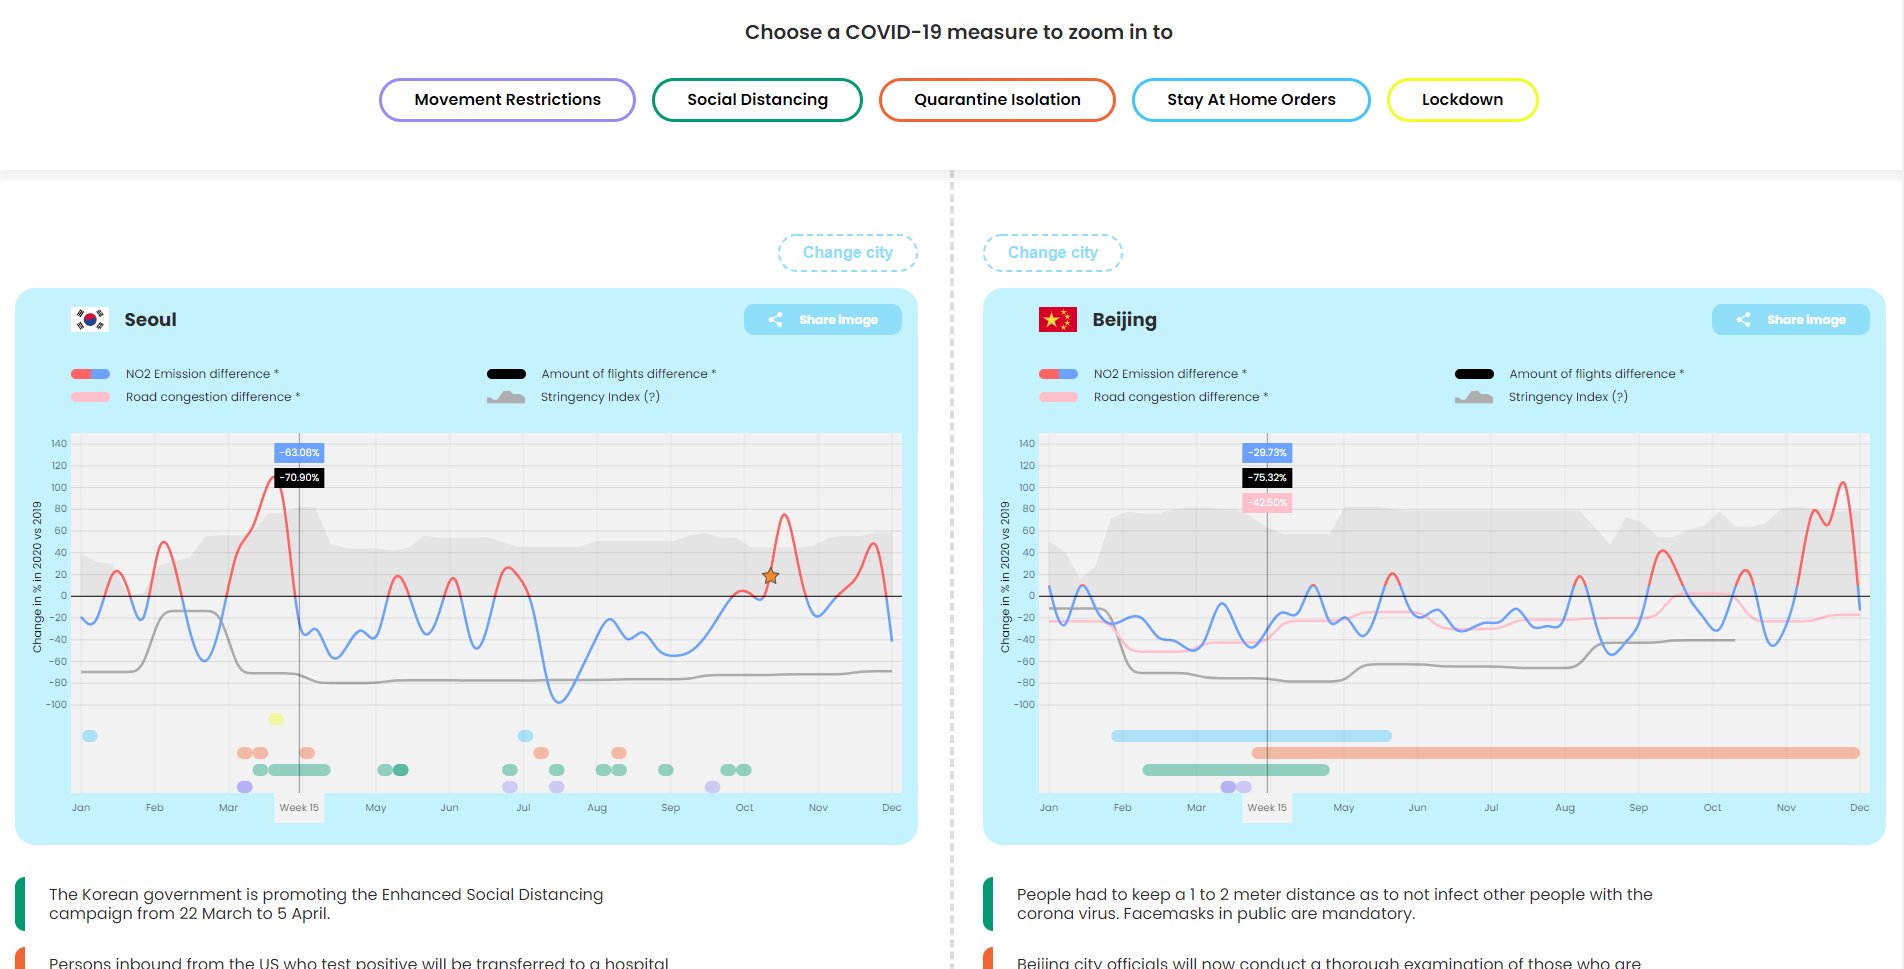 Choose a COVID-19 measure to zoom in to
Movement Restrictions
Social Distancing
Quarantine Isolation
Stay At Home Orders
Lockdown
Change city
Seoul
Share image
NO2 Emission difference *
Amount of flights difference *
Road congestion difference *
Stringency Index (?)
Change in % in 2020 vs 2019
140
120
100
80
60
40
20
0
-20
-40
-60
-80
-100
-63.08%
-70.90%
Jan
Feb
Mar
Week 15
May
Jun
Jul
Aug
Sep
Oct
Nov
Dec
The Korean government is promoting the Enhanced Social Distancing
campaign from 22 March to 5 April.
Persons inbound from the US who test positive will be transferred to a hospital
Change city
Beijing
Share image
NO2 Emission difference *
Amount of flights difference *
Road congestion difference *
Stringency Index (?)
Change in % in 2020 vs 2019
140
120
100
80
60
40
20
0
-20
-40
-60
-80
-100
-29.73%
-75.32%
-42.50%
Jan
Feb
Mar
Week 15
May
Jun
Jul
Aug
Sep
Oct
Nov
Dec
People had to keep a 1 to 2 meter distance as to not infect other people with the
corona virus. Facemasks in public are mandatory.
Beijing city officials will now conduct a thorough examination of those who are